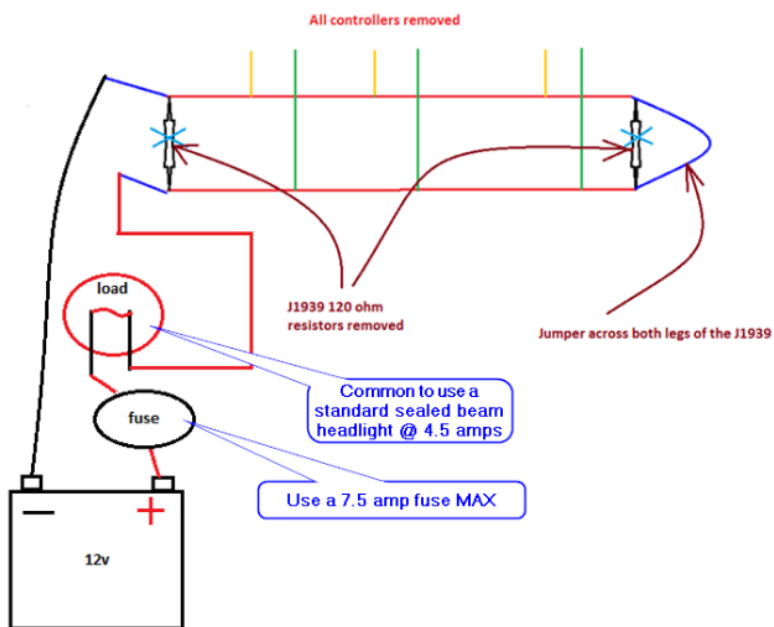 All controllers removed
load
J1939 120 ohm
resistors removed
Jumper across both legs of the J1939
Common to use a
standard sealed beam
headlight @ 4.5 amps
fuse
Use a 7.5 amp fuse MAX
— +
12v